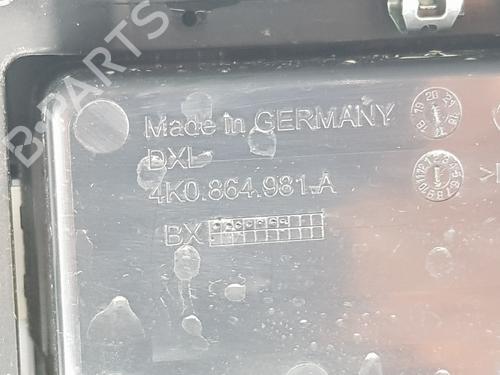 B-PARTS
Made in GERMANY
DXL
4K0.864.981.A
BX